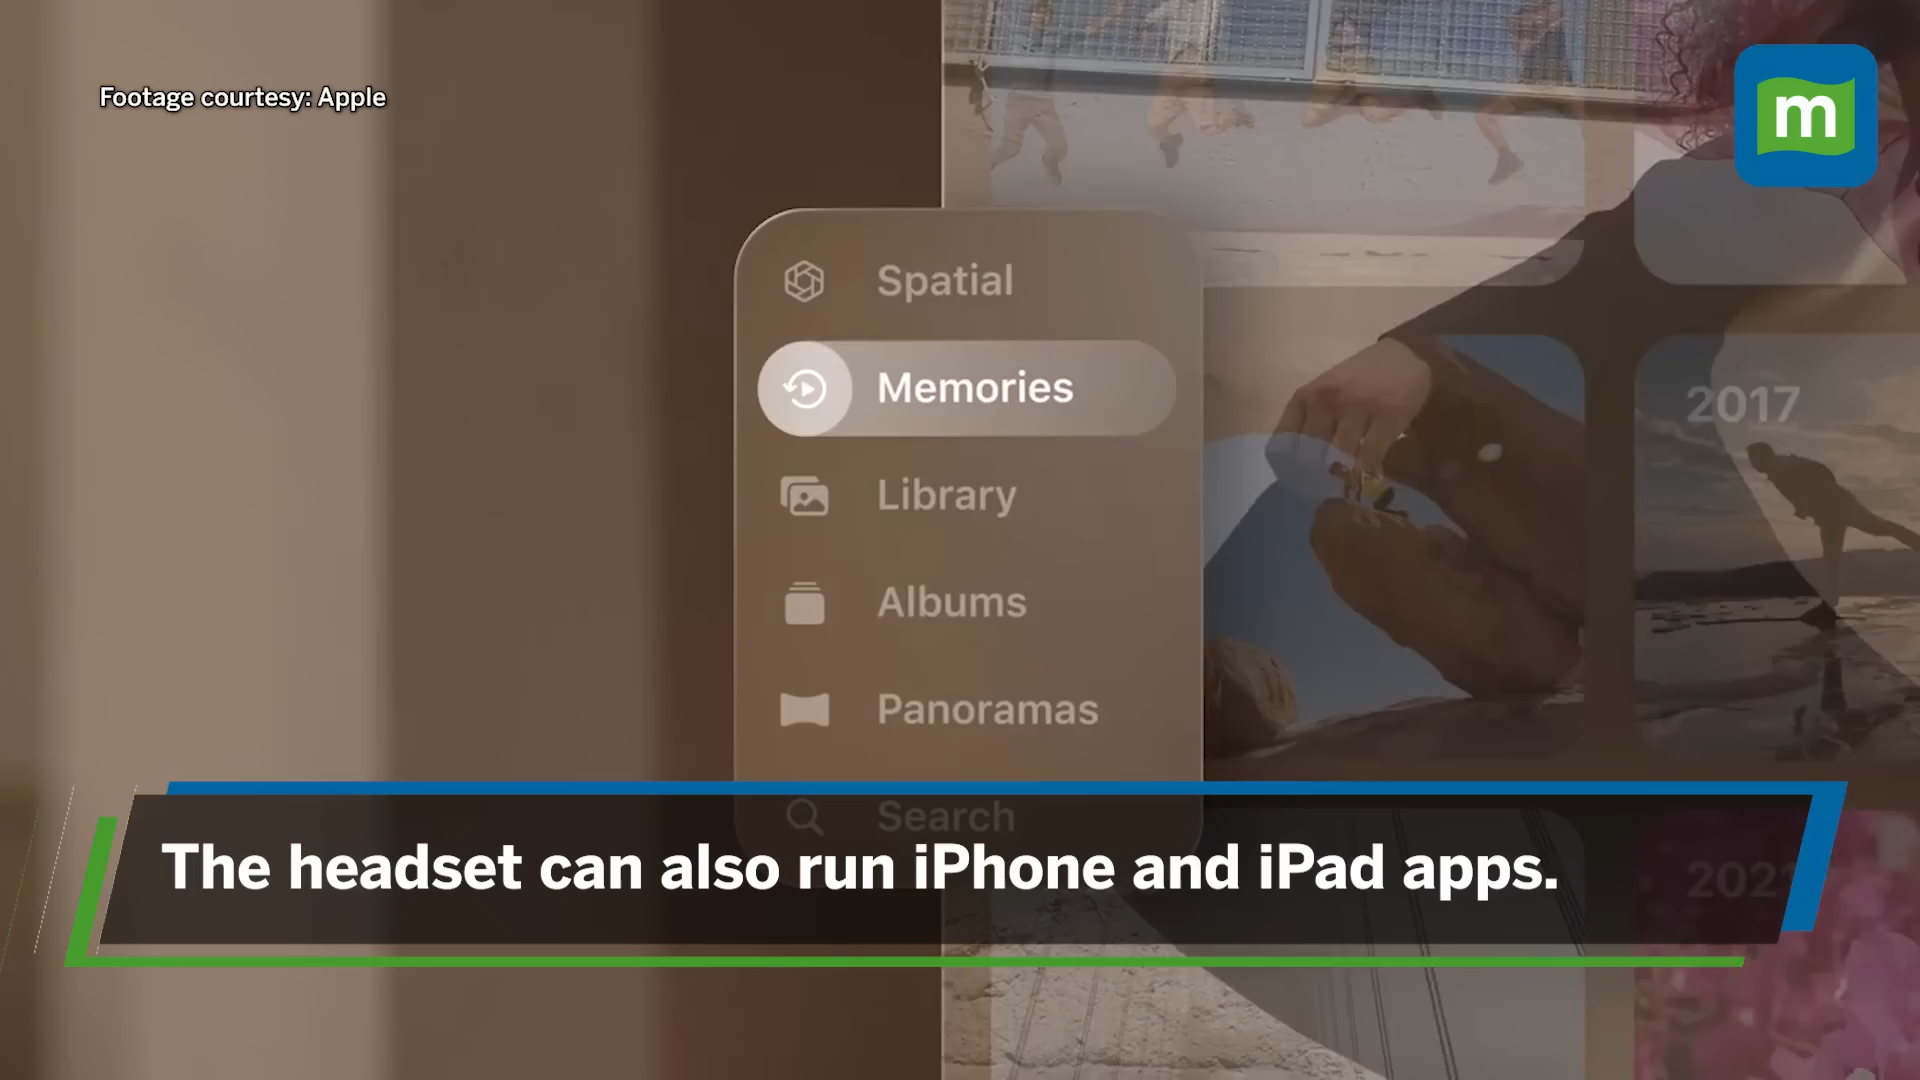 Footage courtesy: Apple
m
Spatial
Memories
Library
Albums
Panoramas
Search
2017
The headset can also run iPhone and iPad apps.
2021